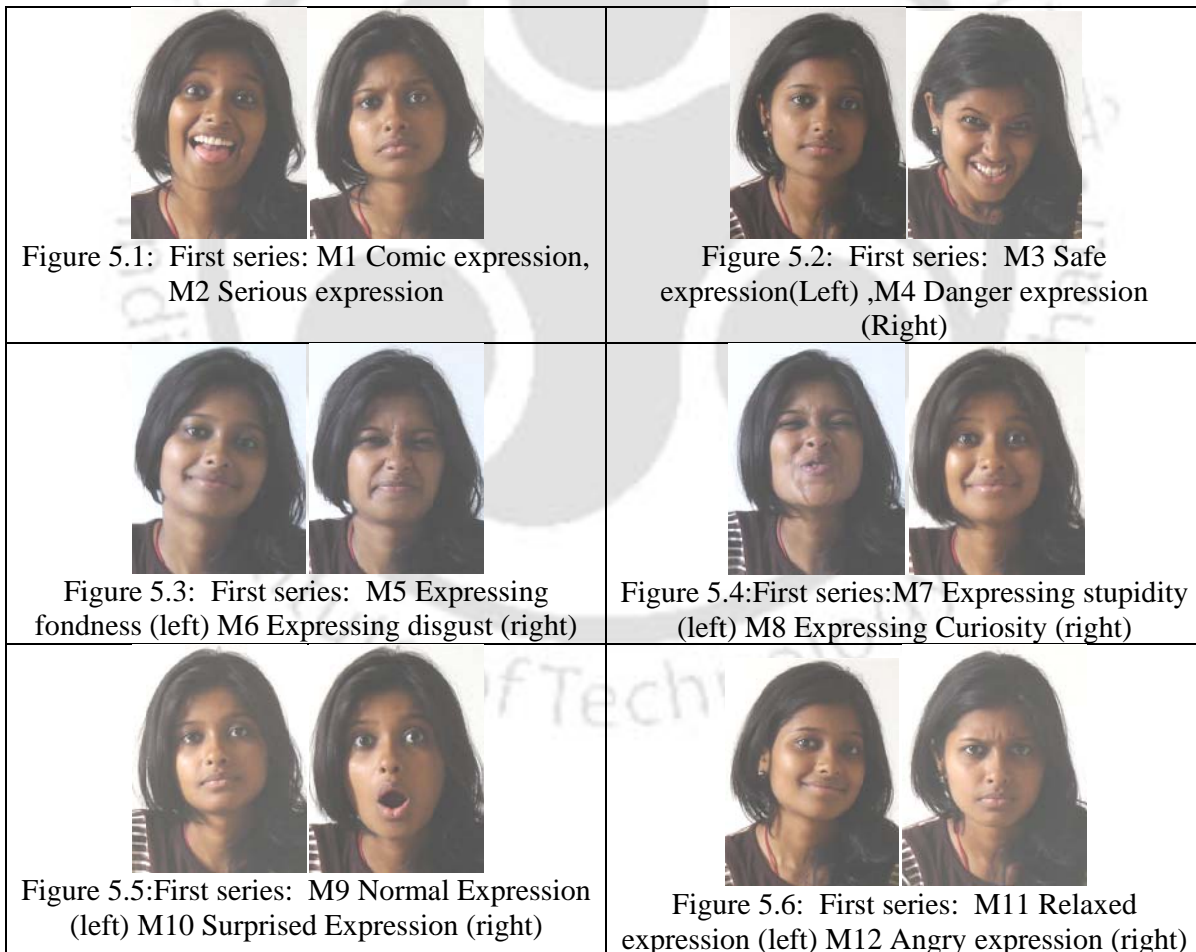 Figure 5.1:  First series: M1 Comic expression,
M2 Serious expression
Figure 5.2:  First series:  M3 Safe
expression(Left) ,M4 Danger expression
(Right)
Figure 5.3:  First series:  M5 Expressing
fondness (left) M6 Expressing disgust (right)
Figure 5.4:First series:M7 Expressing stupidity
(left) M8 Expressing Curiosity (right)
of Techn
Figure 5.5:First series:  M9 Normal Expression
(left) M10 Surprised Expression (right)
Figure 5.6:  First series:  M11 Relaxed
expression (left) M12 Angry expression (right)